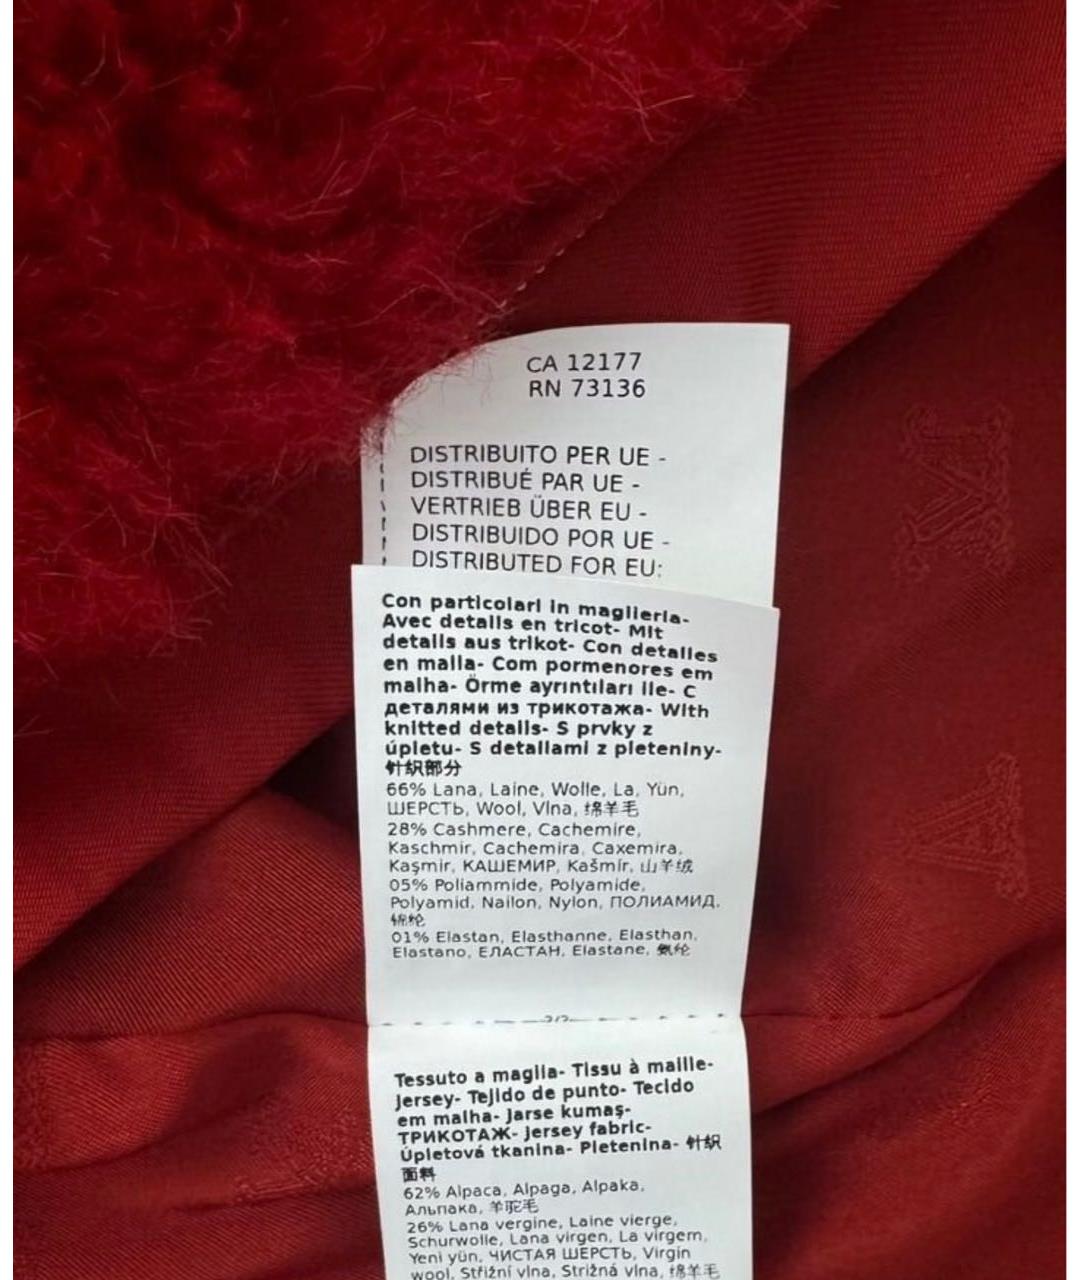 CA 12177
RN 73136
DISTRIBUITO PER UE -
DISTRIBUÉ PAR UE -
VERTRIEB ÜBER EU -
DISTRIBUIDO POR UE -
DISTRIBUTED FOR EU:
Con particolari in maglieria-
Avec details en tricot- Mit
details aus trikot- Con detalles
en malla- Com pormenores em
malha- Örme ayrıntıları ile- С
деталями из трикотажа- With
knitted details- S prvky z
úpletu- S detailami z pleteniny-
针织部分
66% Lana, Laine, Wolle, La, Yün,
ШЕРСТЬ, Wool, Vlna, 绵羊毛
28% Cashmere, Cachemire,
Kaschmir, Cachemira, Caxemira,
Kaşmir, КАШЕМИР, Kašmír, 山羊绒
05% Poliammide, Polyamide,
Polyamid, Nailon, Nylon, ПОЛИАМИД,
锦纶
01% Elastan, Elasthanne, Elasthan,
Elastano, ЕЛАСТАН, Elastane, 氨纶
Tessuto a maglia- Tissu à maille-
Jersey- Tejido de punto- Tecido
em malha- Jarse kumaş-
ТРИКОТАЖ- Jersey fabric-
Úpletová tkanina- Pletenina- 针织
面料
62% Alpaca, Alpaga, Alpaka,
Альпака, 羊驼毛
26% Lana vergine, Laine vierge,
Schurwolle, Lana virgen, La virgem,
Yeni yün, ЧИСТАЯ ШЕРСТЬ, Virgin
wool, Střižní vlna, Strižná vlna, 绵羊毛